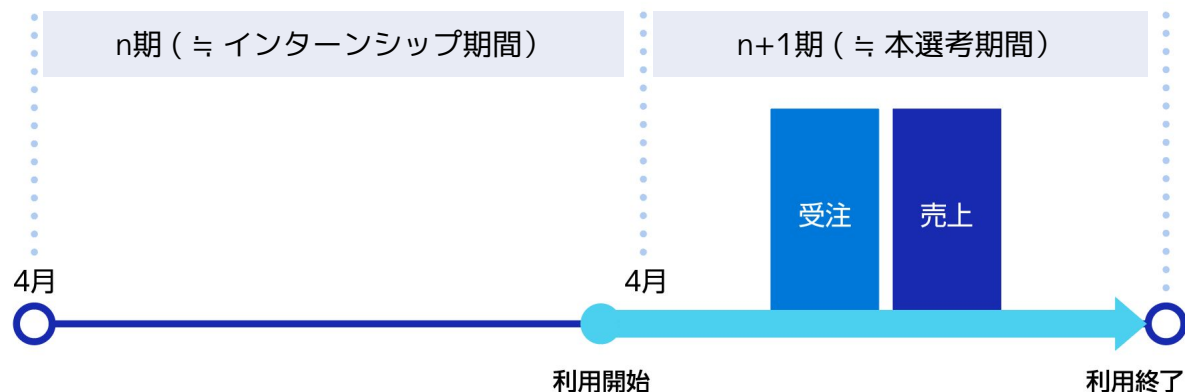 n期 ( ≒ インターンシップ期間）
n+1期 ( ≒ 本選考期間）
受注
売上
4月
4月
利用開始
利用終了